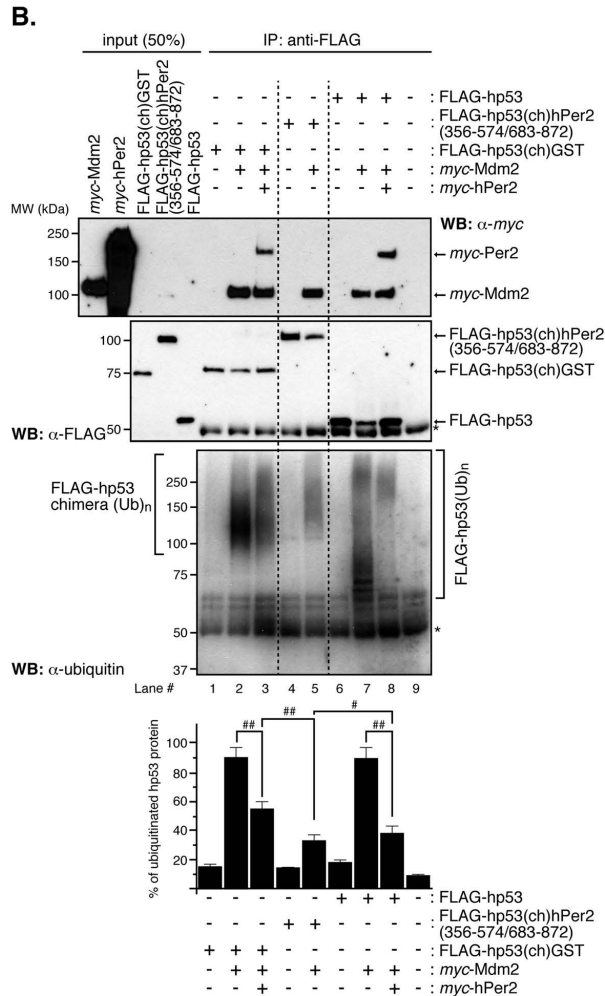 B.
input (50%)
IP: anti-FLAG
myc-Mdm2
myc-hPer2
FLAG-hp53(ch)GST
FLAG-hp53(ch)hPer2
(356-574/683-872)
FLAG-hp53
- - - - - + + + - : FLAG-hp53
- - - + + - - - - : FLAG-hp53(ch)hPer2
(356-574/683-872)
+ + + - - - - - - : FLAG-hp53(ch)GST
- + + - + - + + - : myc-Mdm2
- - + - - - - + - : myc-hPer2
MW (kDa)
WB: α-myc
250
150
100
←myc-Per2
←myc-Mdm2
100
75
50
←FLAG-hp53(ch)hPer2
(356-574/683-872)
←FLAG-hp53(ch)GST
←FLAG-hp53
*
WB: α-FLAG
FLAG-hp53
chimera (Ub)n
250
150
100
75
50
37
FLAG-hp53(Ub)n
*
WB: α-ubiquitin
Lane # 1 2 3 4 5 6 7 8 9
% of ubiquitinated hp53 protein
100
80
60
40
20
## ## # ##
- - - - - + + + - : FLAG-hp53
- - - + + - - - - : FLAG-hp53(ch)hPer2
(356-574/683-872)
+ + + - - - - - - : FLAG-hp53(ch)GST
- + + - + - + + - : myc-Mdm2
- - + - - - - + - : myc-hPer2